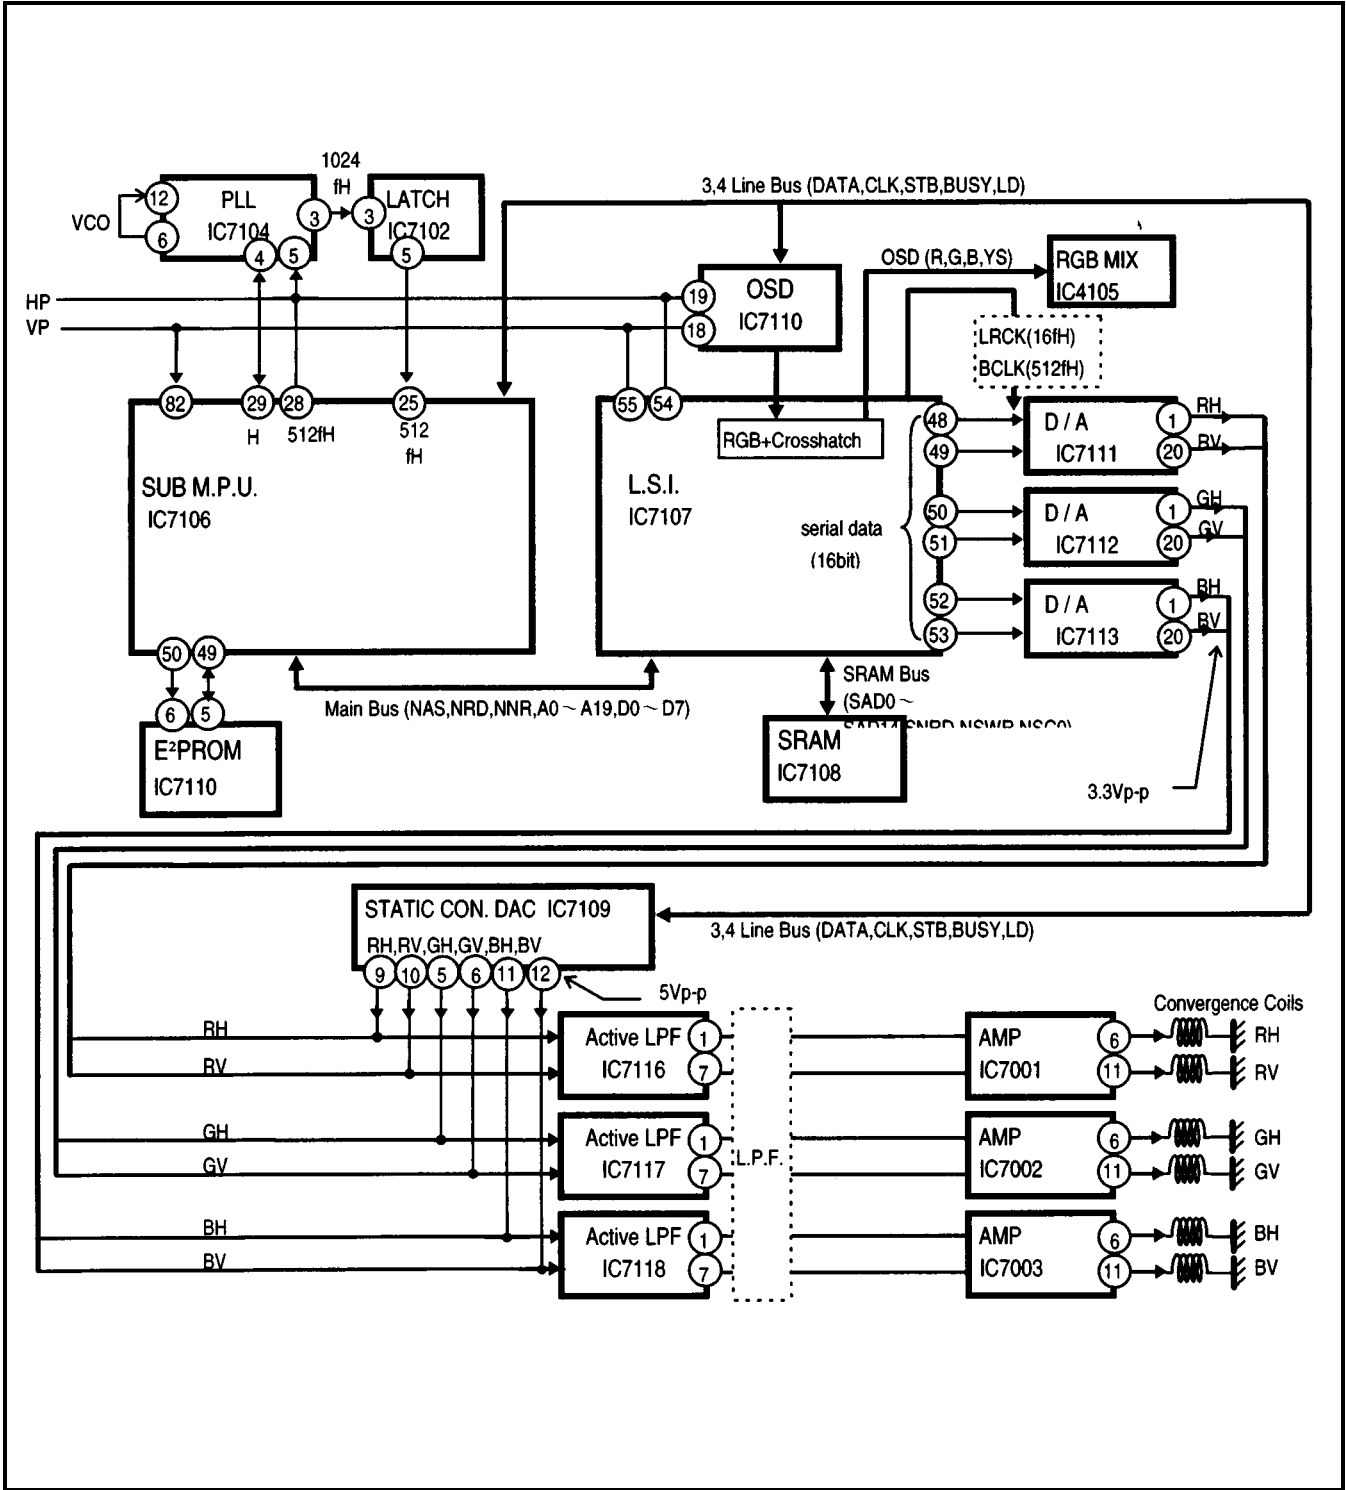 1024
fH
3,4 Line Bus (DATA,CLK,STB,BUSY,LD)
12
PLL
IC7104
3
3
LATCH
IC7102
VCO
6
4
5
5
OSD (R,G,B,YS)
RGB MIX
IC4105
HP
VP
19
18
OSD
IC7110
LRCK(16fH)
BCLK(512fH)
82
29
28
25
H
512fH
512
fH
55
54
RGB+Crosshatch
48
49
D / A
IC7111
1
20
RH
RV
SUB M.P.U.
IC7106
L.S.I.
IC7107
serial data
(16bit)
50
51
D / A
IC7112
1
20
GH
GV
52
53
D / A
IC7113
1
20
BH
BV
50
49
6
5
E²PROM
IC7110
Main Bus (NAS,NRD,NNR,A0 ~ A19,D0 ~ D7)
SRAM Bus
(SAD0 ~
SAD14,SNRD,NSWR,NSC0)
SRAM
IC7108
3.3Vp-p
STATIC CON. DAC IC7109
RH,RV,GH,GV,BH,BV
3,4 Line Bus (DATA,CLK,STB,BUSY,LD)
9
10
5
6
11
12
5Vp-p
Convergence Coils
RH
RV
Active LPF
IC7116
1
7
AMP
IC7001
6
11
RH
RV
GH
GV
Active LPF
IC7117
1
7
L.P.F.
AMP
IC7002
6
11
GH
GV
BH
BV
Active LPF
IC7118
1
7
AMP
IC7003
6
11
BH
BV